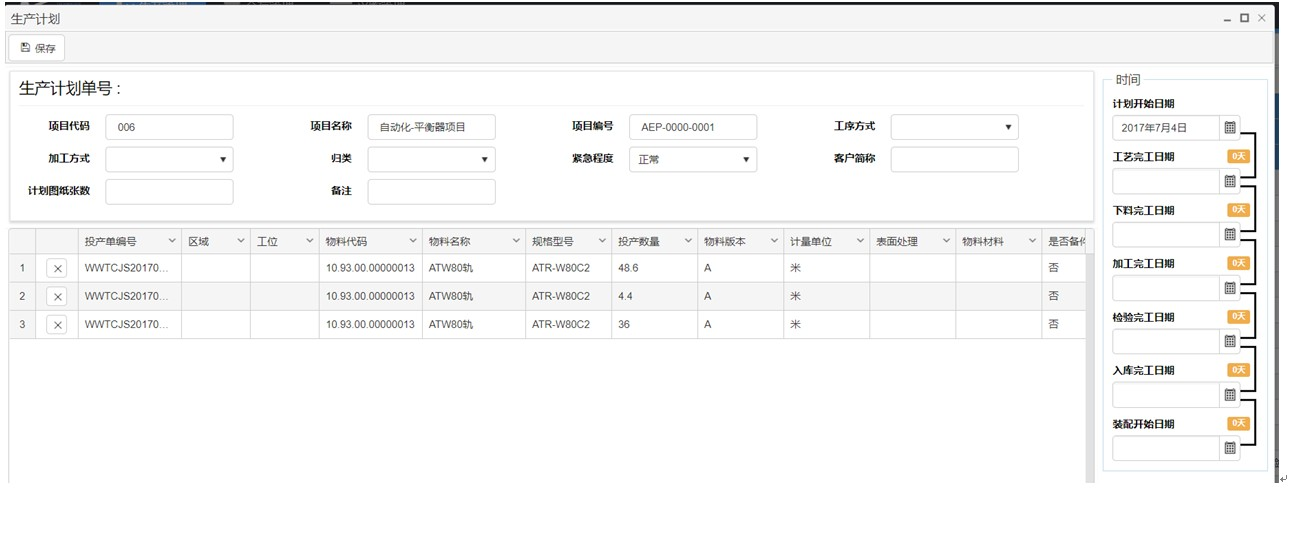 生产计划
保存
生产计划单号 :
项目代码 006 项目名称 自动化-平衡器项目 项目编号 AEP-0000-0001 工序方式
加工方式 归类 紧急程度 正常 客户简称
计划图纸张数 备注
投产单编号 区域 工位 物料代码 物料名称 规格型号 投产数量 物料版本 计量单位 表面处理 物料材料 是否备件
1 WWTCJS20170... 10.93.00.00000013 ATW80轨 ATR-W80C2 48.6 A 米 否
2 WWTCJS20170... 10.93.00.00000013 ATW80轨 ATR-W80C2 4.4 A 米 否
3 WWTCJS20170... 10.93.00.00000013 ATW80轨 ATR-W80C2 36 A 米 否
时间
计划开始日期
2017年7月4日
工艺完工日期 0天
下料完工日期 0天
加工完工日期 0天
检验完工日期 0天
入库完工日期 0天
装配开始日期 0天